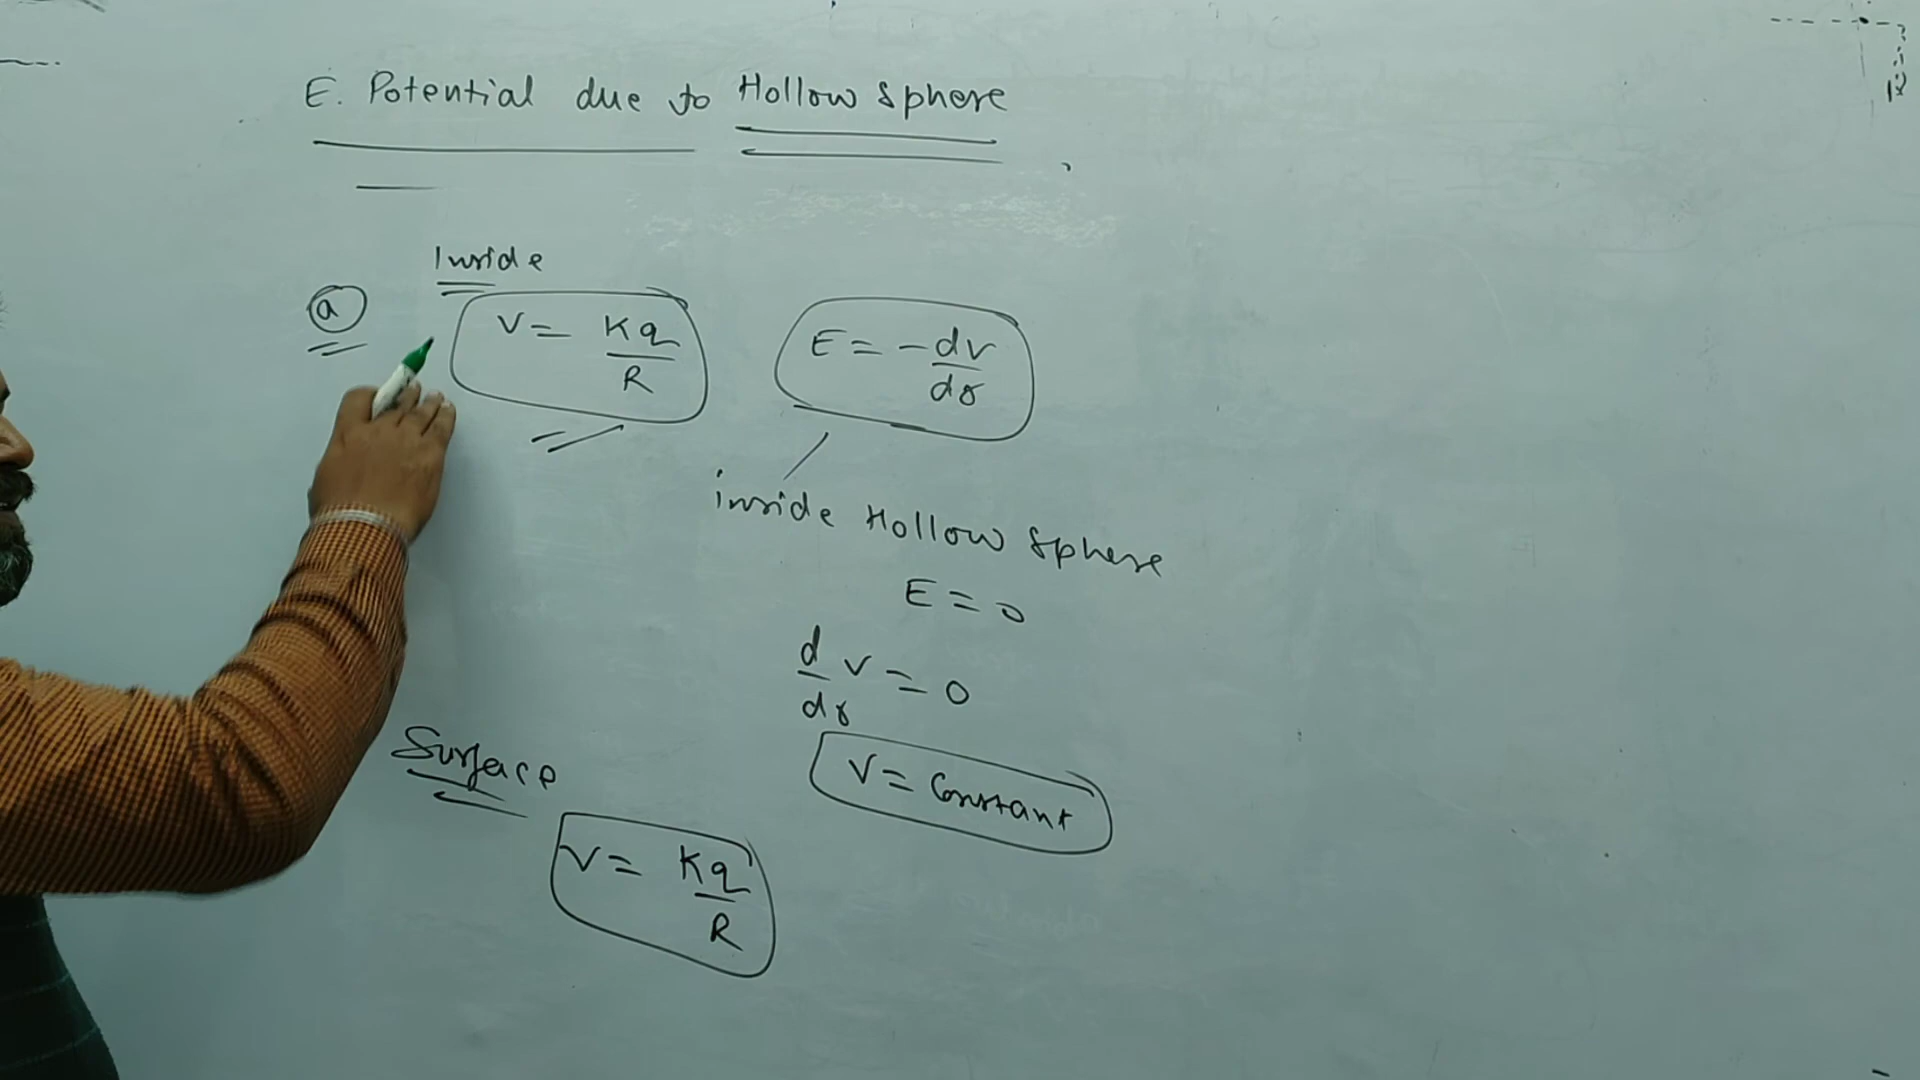 E. Potential due to Hollow sphere
Inside
(a) V = Kq/R E = -dv/dr
inside Hollow sphere
E = 0
d/dr V = 0
Surface
V = Constant
V = Kq/R